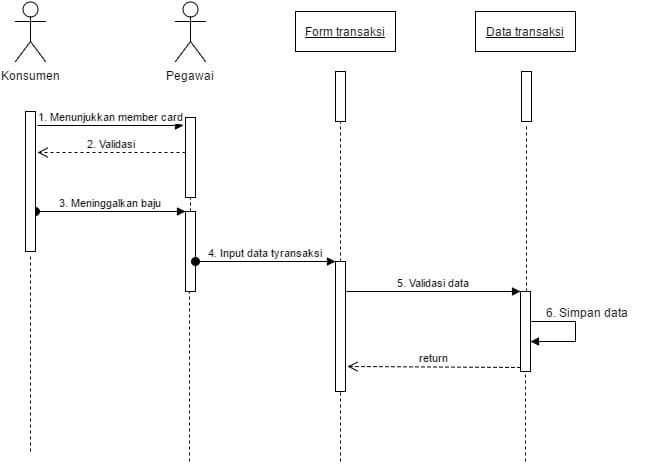 Form transaksi
Data transaksi
Konsumen
Pegawai
1. Menunjukkan member card
2. Validasi
3. Meninggalkan baju
4. Input data tyransaksi
5. Validasi data
6. Simpan data
return